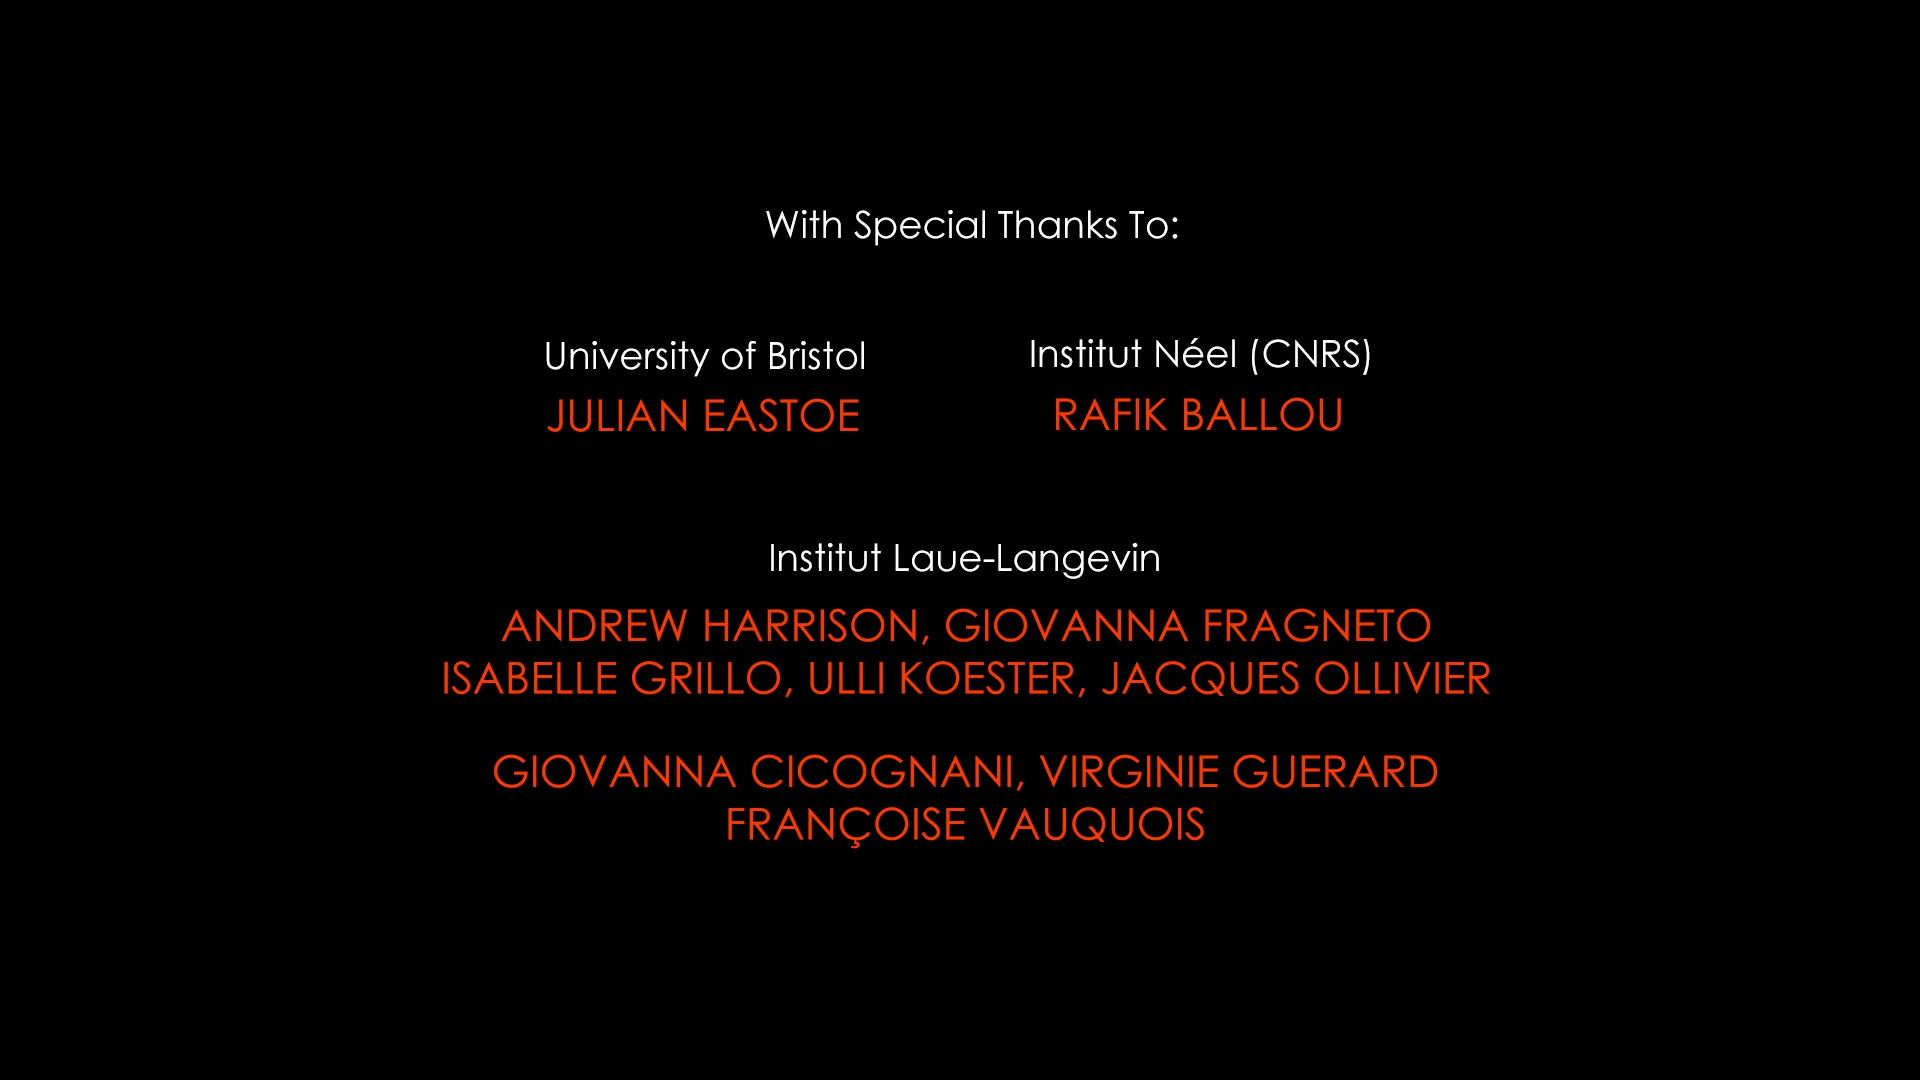 With Special Thanks To:
University of Bristol
JULIAN EASTOE
Institut Néel (CNRS)
RAFIK BALLOU
Institut Laue-Langevin
ANDREW HARRISON, GIOVANNA FRAGNETO
ISABELLE GRILLO, ULLI KOESTER, JACQUES OLLIVIER
GIOVANNA CICOGNANI, VIRGINIE GUERARD
FRANÇOISE VAUQUOIS